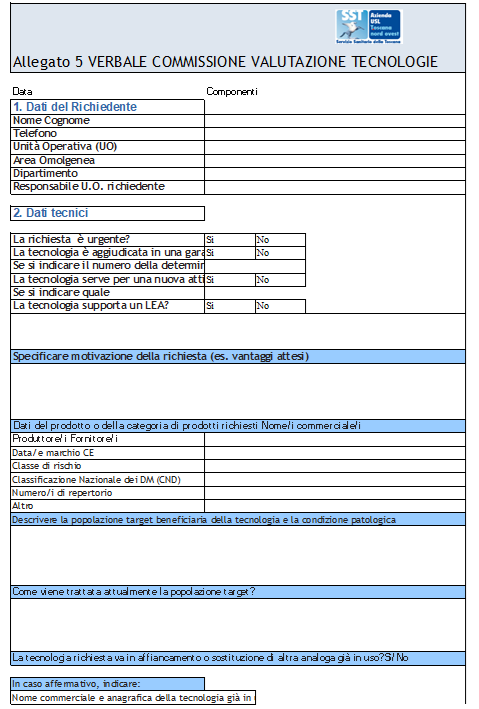 SST Azienda
USL
Toscana
nord ovest
Servizio Sanitario della Toscana
Allegato 5 VERBALE COMMISSIONE VALUTAZIONE TECNOLOGIE
Data Componenti
1. Dati del Richiedente
Nome Cognome
Telefono
Unità Operativa (UO)
Area Omolgenea
Dipartimento
Responsabile U.O. richiedente
2. Dati tecnici
La richiesta è urgente? Si No
La tecnologia è aggiudicata in una gara Si No
Se si indicare il numero della determin
La tecnologia serve per una nuova atti Si No
Se si indicare quale
La tecnologia supporta un LEA? Si No
Specificare motivazione della richiesta (es. vantaggi attesi)
Dati del prodotto o della categoria di prodotti richiesti Nome/i commerciale/i
Produttore/i Fornitore/i
Data/e marchio CE
Classe di rischio
Classificazione Nazionale dei DM (CND)
Numero/i di repertorio
Altro
Descrivere la popolazione target beneficiaria della tecnologia e la condizione patologica
Come viene trattata attualmente la popolazione target?
La tecnologia richiesta va in affiancamento o sostituzione di altra analoga già in uso?Si/No
In caso affermativo, indicare:
Nome commerciale e anagrafica della tecnologia già in